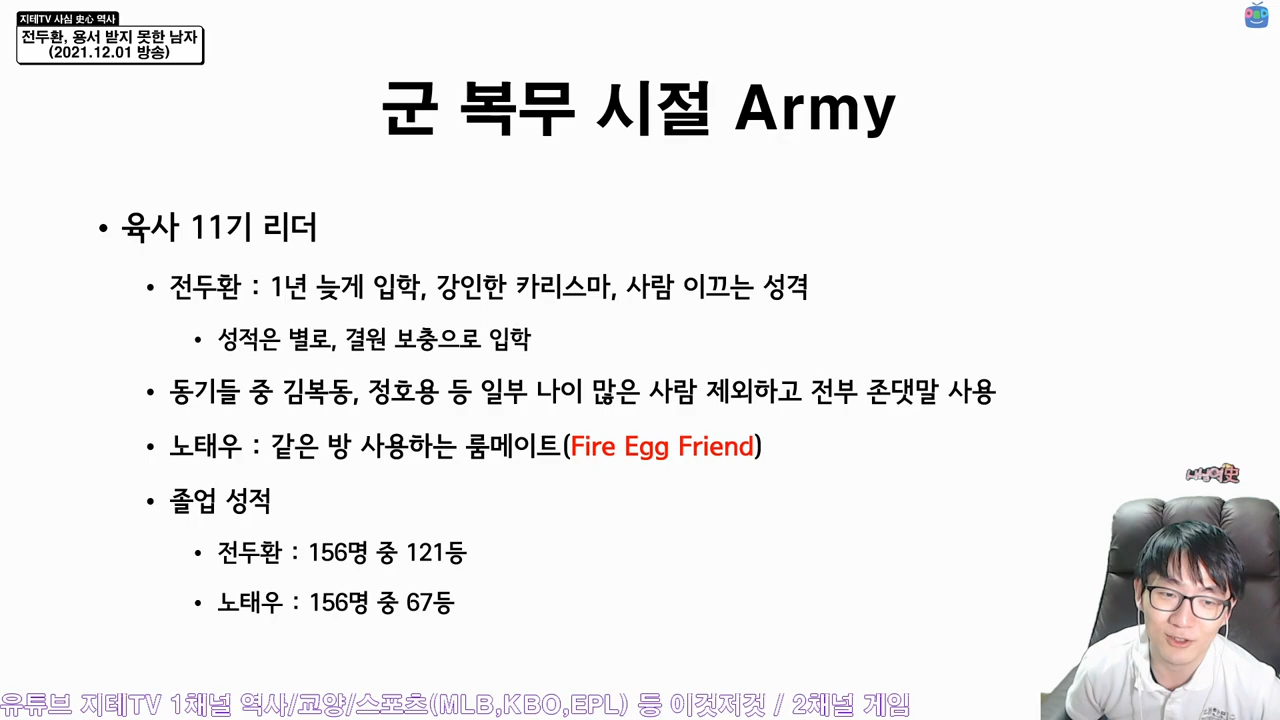 지테TV 사심 史心 역사
전두환, 용서 받지 못한 남자
(2021.12.01 방송)
군 복무 시절 Army
• 육사 11기 리더
• 전두환 : 1년 늦게 입학, 강인한 카리스마, 사람 이끄는 성격
• 성적은 별로, 결원 보충으로 입학
• 동기들 중 김복동, 정호용 등 일부 나이 많은 사람 제외하고 전부 존댓말 사용
• 노태우 : 같은 방 사용하는 룸메이트(Fire Egg Friend)
• 졸업 성적
• 전두환 : 156명 중 121등
• 노태우 : 156명 중 67등
사심역史
유튜브 지테TV 1채널 역사/교양/스포츠(MLB,KBO,EPL) 등 이것저것 / 2채널 게임